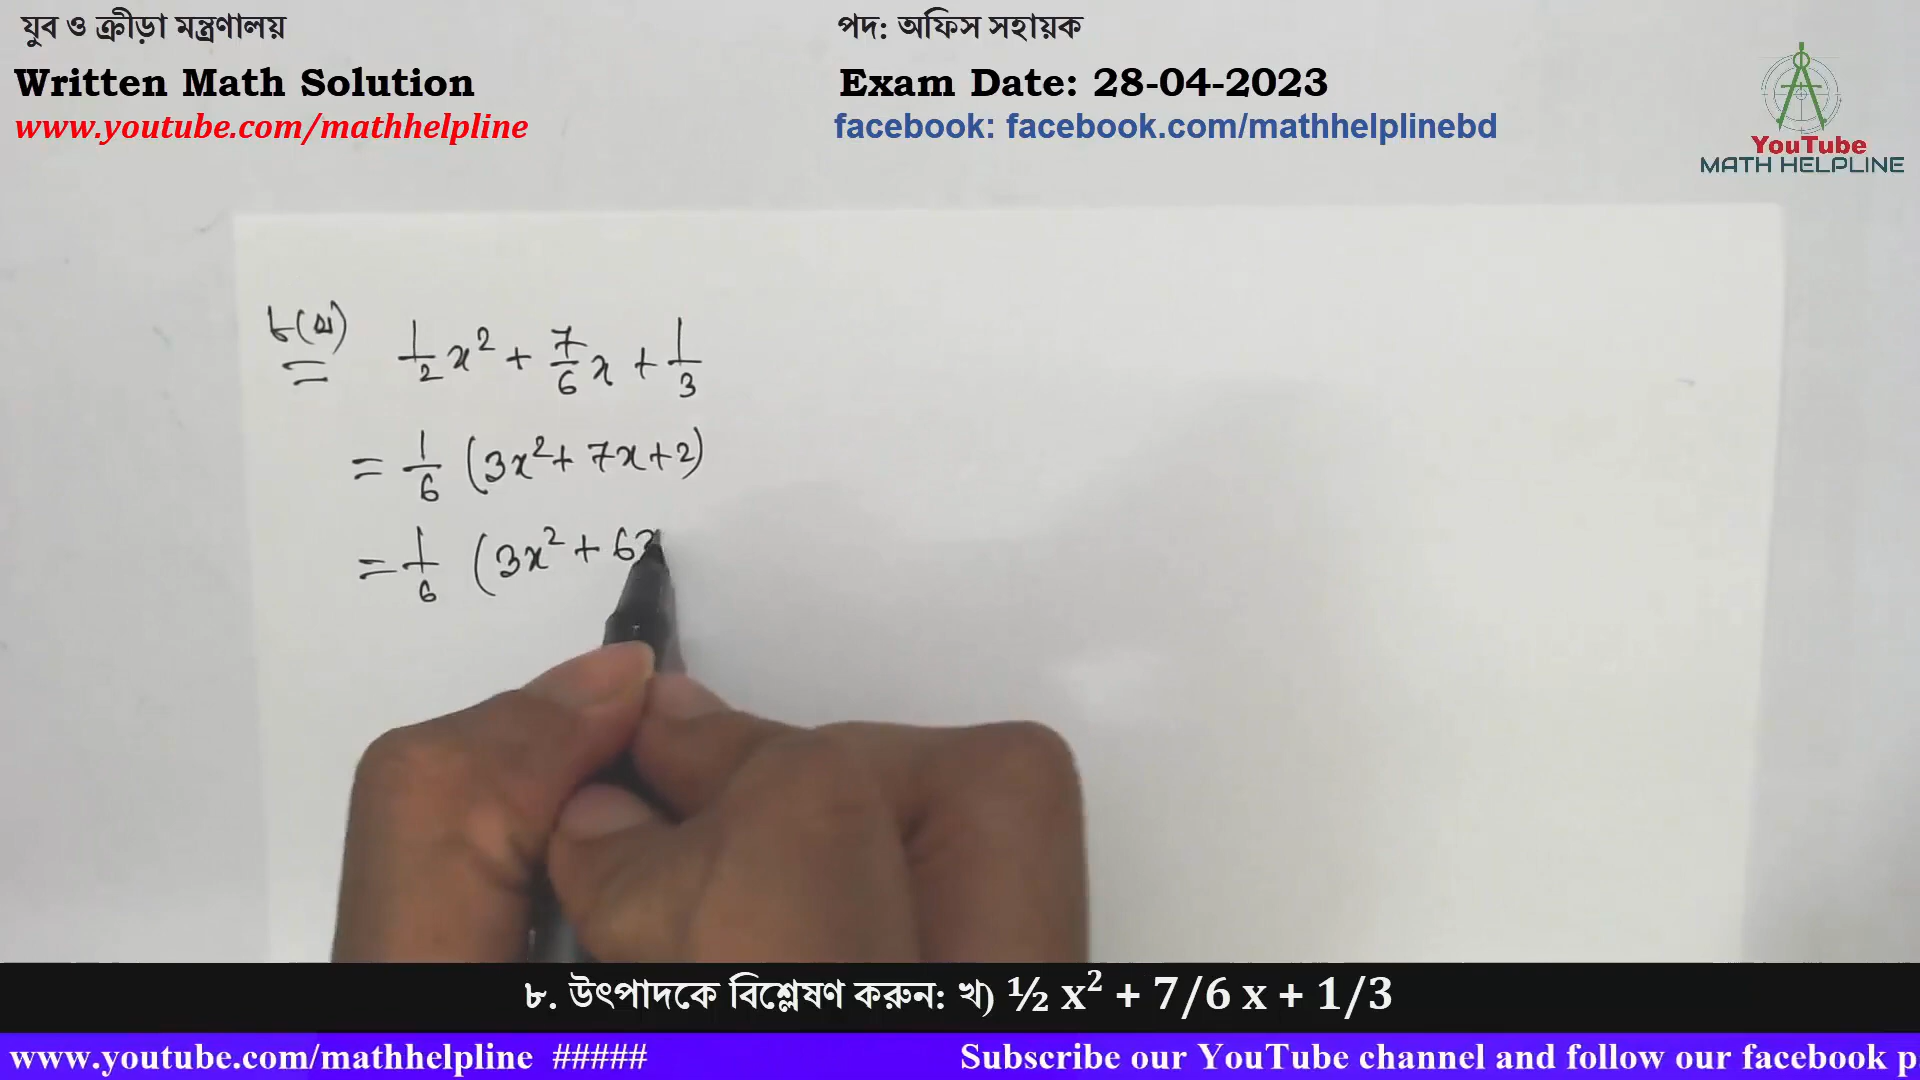 যুব ও ক্রীড়া মন্ত্রণালয়
পদ: অফিস সহায়ক
Written Math Solution
Exam Date: 28-04-2023
www.youtube.com/mathhelpline
facebook: facebook.com/mathhelplinebd
YouTube
MATH HELPLINE
৮(খ) 1/2 x² + 7/6 x + 1/3
= 1/6 (3x² + 7x + 2)
= 1/6 (3x² + 6x
৮. উৎপাদকে বিশ্লেষণ করুন: খ) ½ x² + 7/6 x + 1/3
www.youtube.com/mathhelpline #####
Subscribe our YouTube channel and follow our facebook p